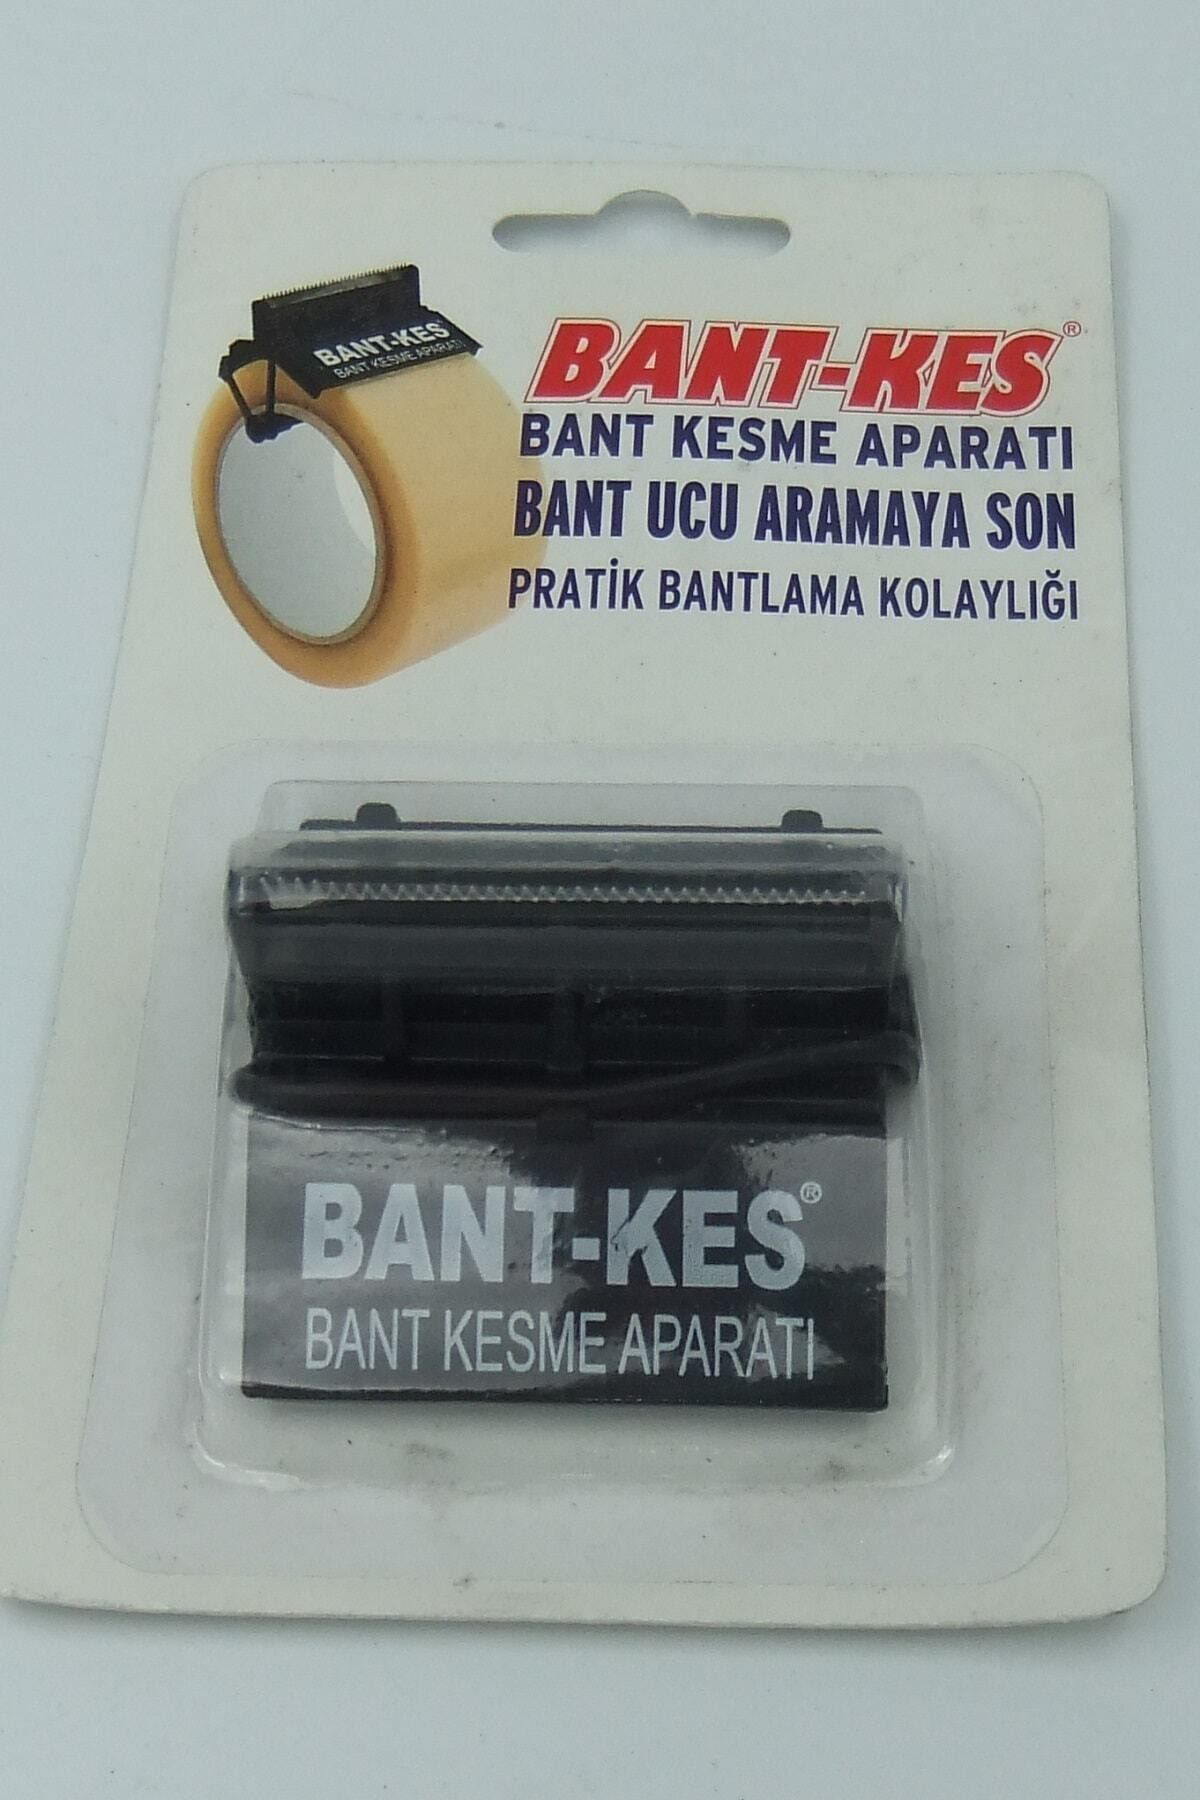 BANT-KES
BANT KESME APARATI
BANT-KES®
BANT KESME APARATI
BANT UCU ARAMAYA SON
PRATİK BANTLAMA KOLAYLIĞI
BANT-KES®
BANT KESME APARATI